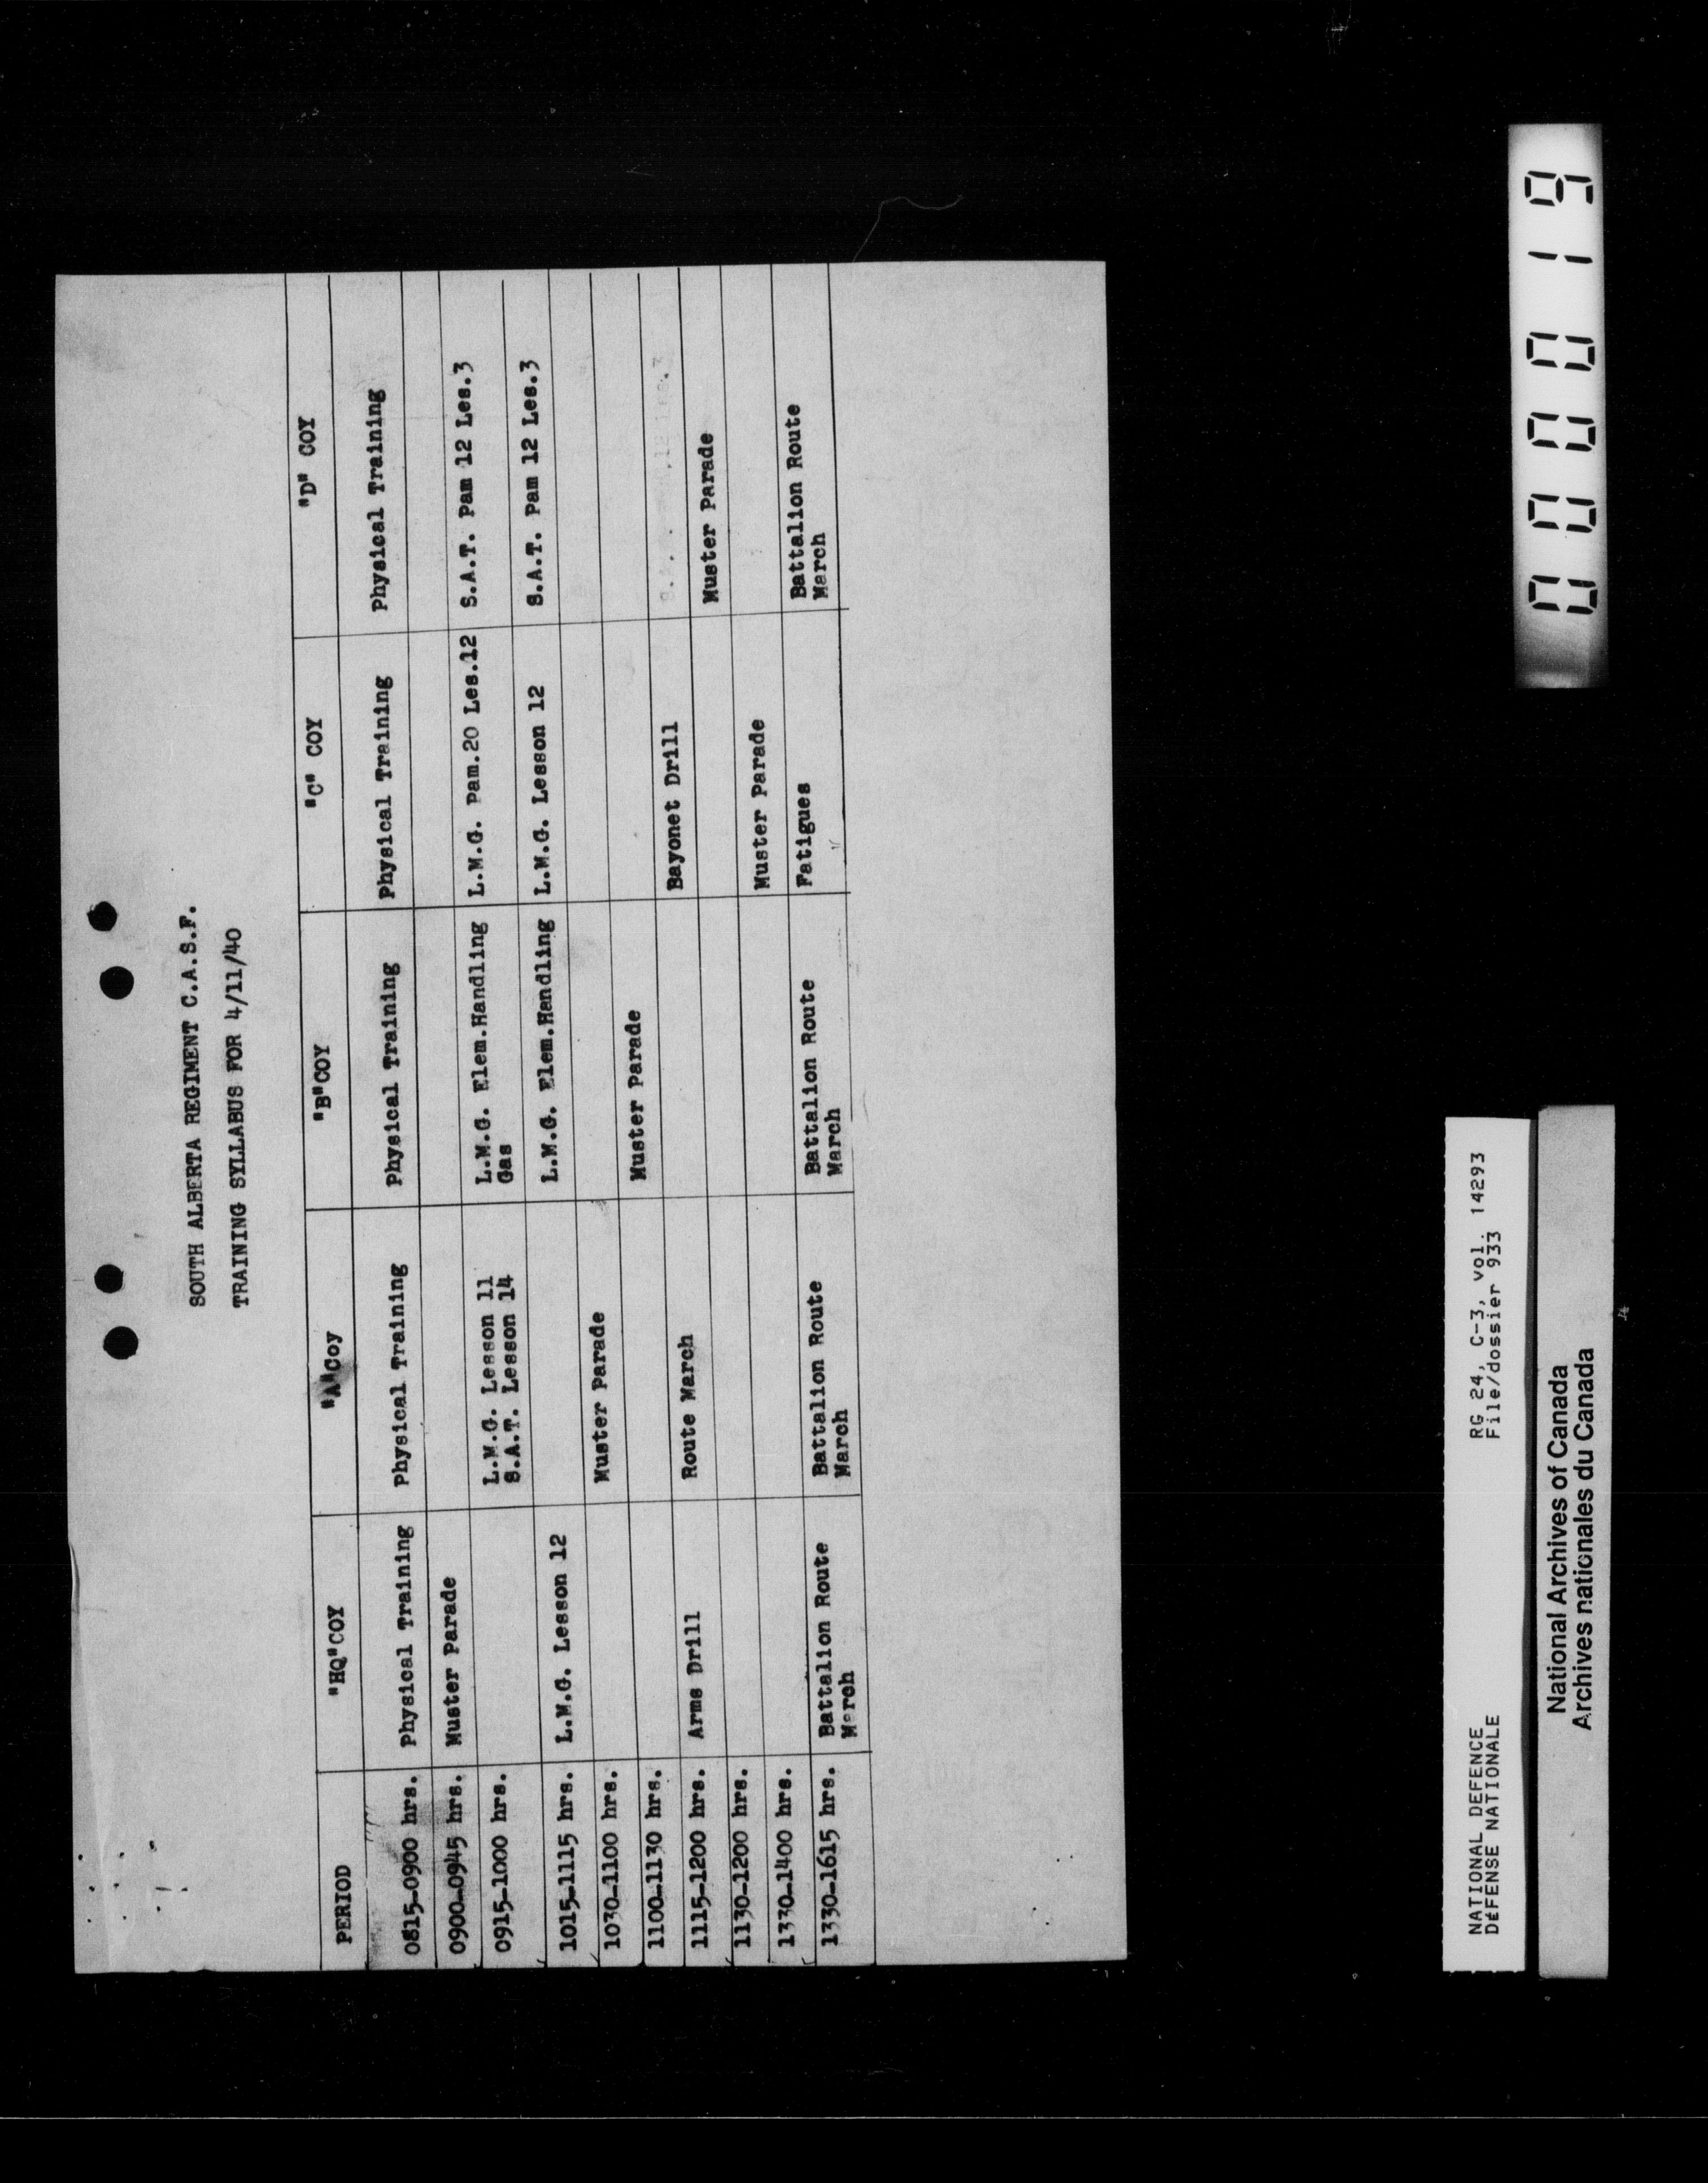 SOUTH ALBERTA REGIMENT C.A.S.F.
TRAINING SYLLABUS FOR 4/11/40
PERIOD "HQ"COY "A"Coy "B"COY "C" COY "D" COY
0815-0900 hrs. Physical Training Physical Training Physical Training Physical Training Physical Training
0900-0945 hrs. Muster Parade
0915-1000 hrs. L.M.G. Lesson 11 L.M.G. Elem.Handling L.M.G. Pam.20 Les.12 S.A.T. Pam 12 Les.3
S.A.T. Lesson 14 Gas
1015-1115 hrs. L.M.G. Lesson 12 L.M.G. Elem.Handling L.M.G. Lesson 12 S.A.T. Pam 12 Les.3
1030-1100 hrs. Muster Parade
1100-1130 hrs. Muster Parade
1115-1200 hrs. Arms Drill Route March Bayonet Drill
1130-1200 hrs. Muster Parade
1330-1400 hrs. Muster Parade
1330-1615 hrs. Battalion Route Battalion Route Battalion Route Fatigues Battalion Route
March March March March
00019
NATIONAL DEFENCE RG 24, C-3, vol. 14293
DÉFENSE NATIONALE File/dossier 933
National Archives of Canada
Archives nationales du Canada